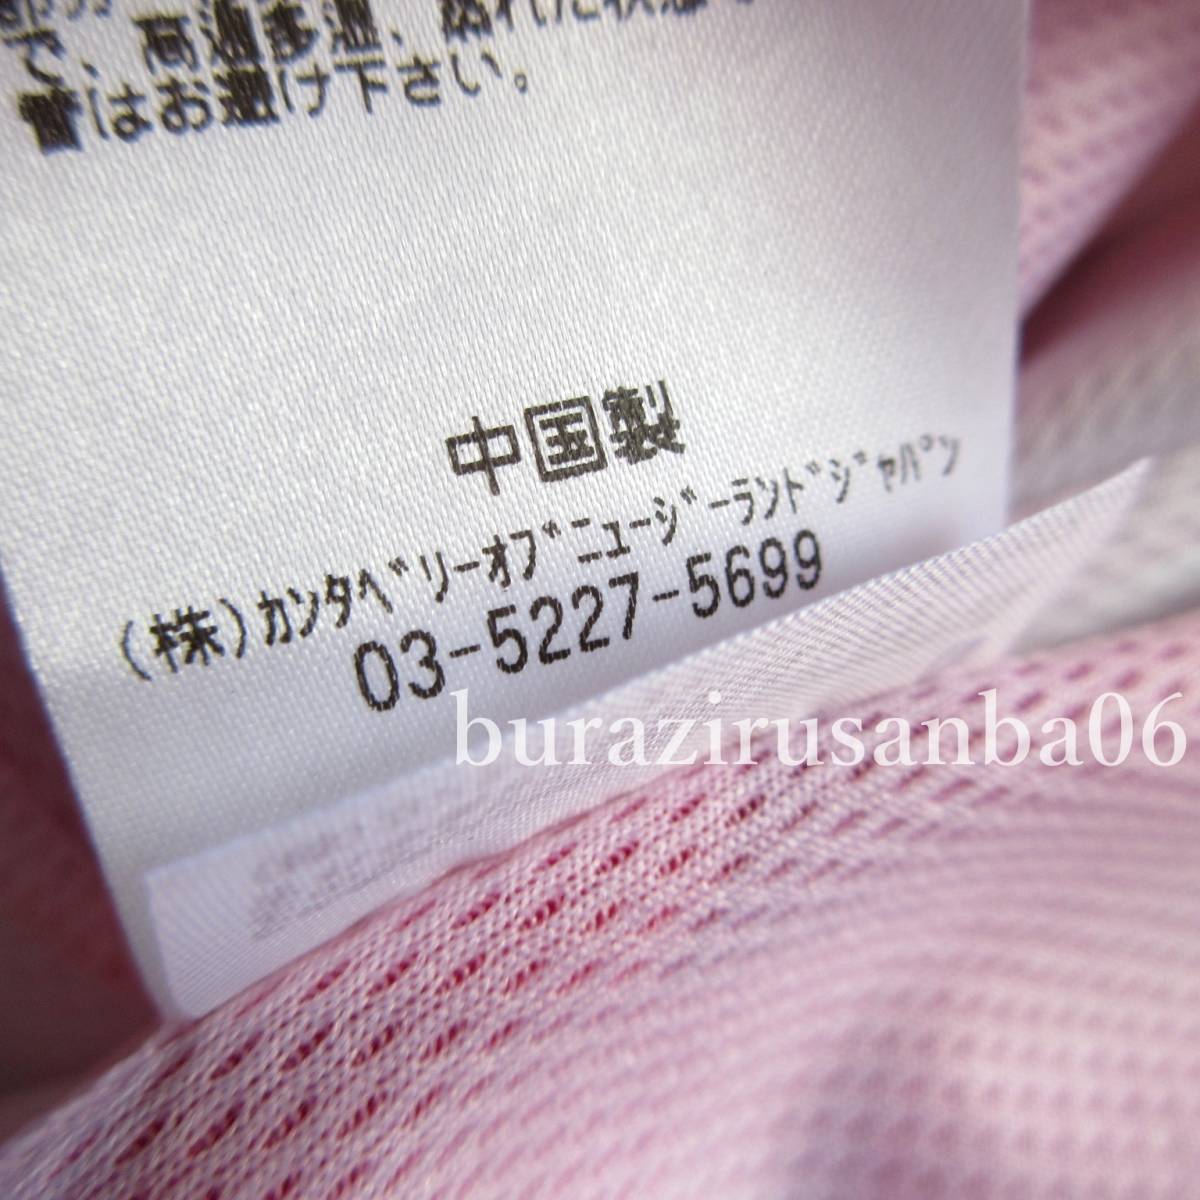 で、高温多湿、濡れた状態で
管はお避け下さい。
中国製
(株)ｶﾝﾀﾍﾞﾘｰｵﾌﾞﾆｭｰｼﾞｰﾗﾝﾄﾞｼﾞｬﾊﾟﾝ
03-5227-5699
burazirusanba06